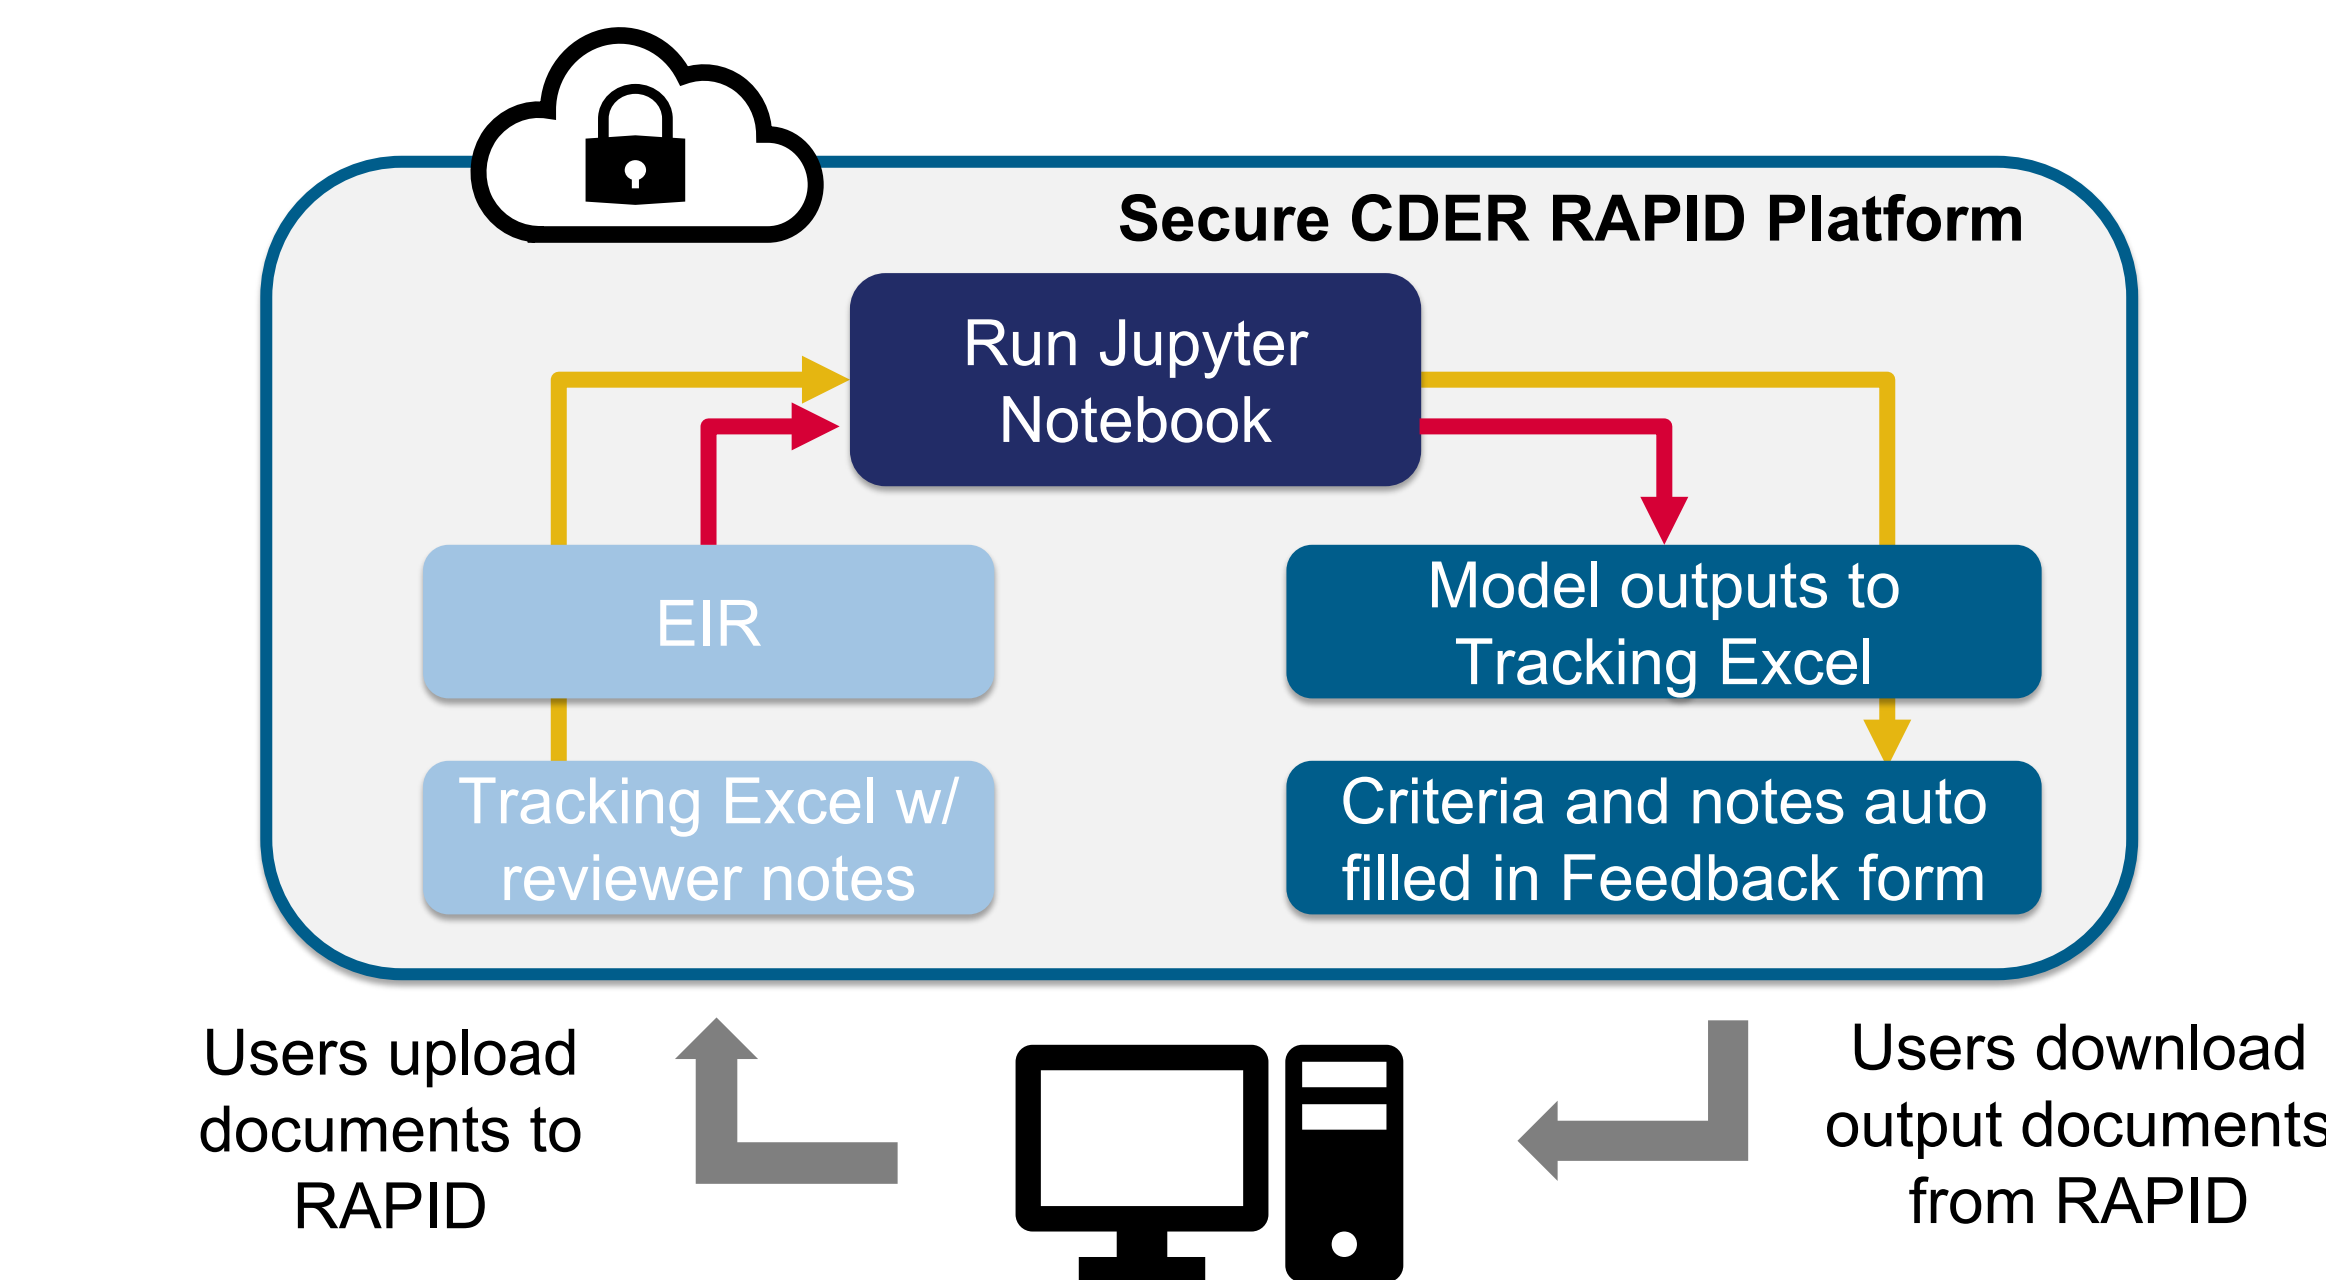 Secure CDER RAPID Platform
Run Jupyter
Notebook
EIR
Model outputs to
Tracking Excel
Tracking Excel w/
reviewer notes
Criteria and notes auto
filled in Feedback form
Users upload
documents to
RAPID
Users download
output documents
from RAPID